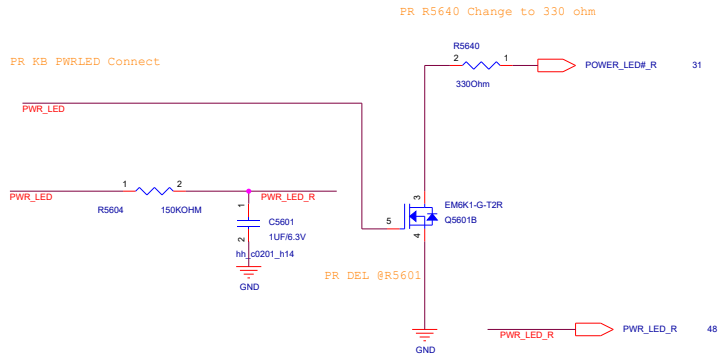 PR R5640 Change to 330 ohm
R5640
PR KB PWRLED Connect
2
1
POWER_LED#_R
31
330Ohm
PWR_LED
1
2
PWR_LED
PWR_LED_R
3
EM6K1-G-T2R
R5604
150KOHM
1
C5601
5
Q5601B
1UF/6.3V
4
2
hh_c0201_h14
PR DEL @R5601
GND
PWR_LED_R
48
PWR_LED_R
GND